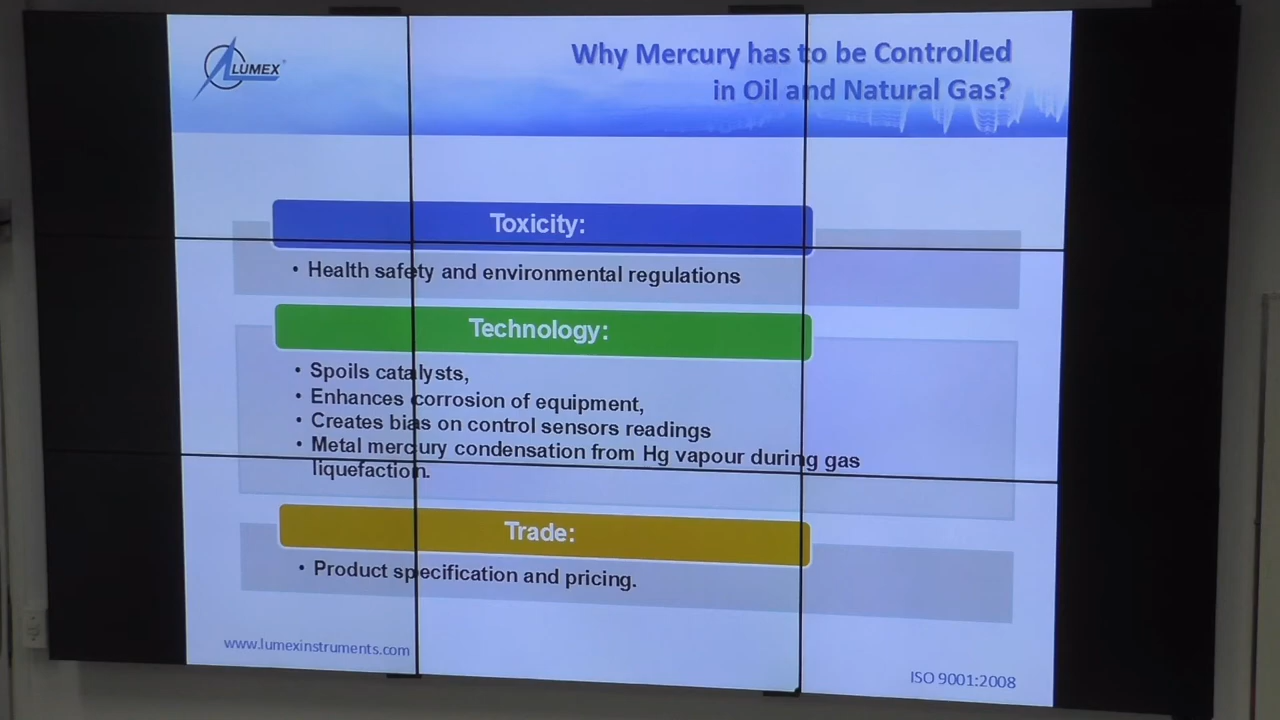 LUMEX
Why Mercury has to be Controlled
in Oil and Natural Gas?
Toxicity:
• Health safety and environmental regulations
Technology:
• Spoils catalysts,
• Enhances corrosion of equipment,
• Creates bias on control sensors readings
• Metal mercury condensation from Hg vapour during gas
liquefaction.
Trade:
• Product specification and pricing.
www.lumexinstruments.com
ISO 9001:2008